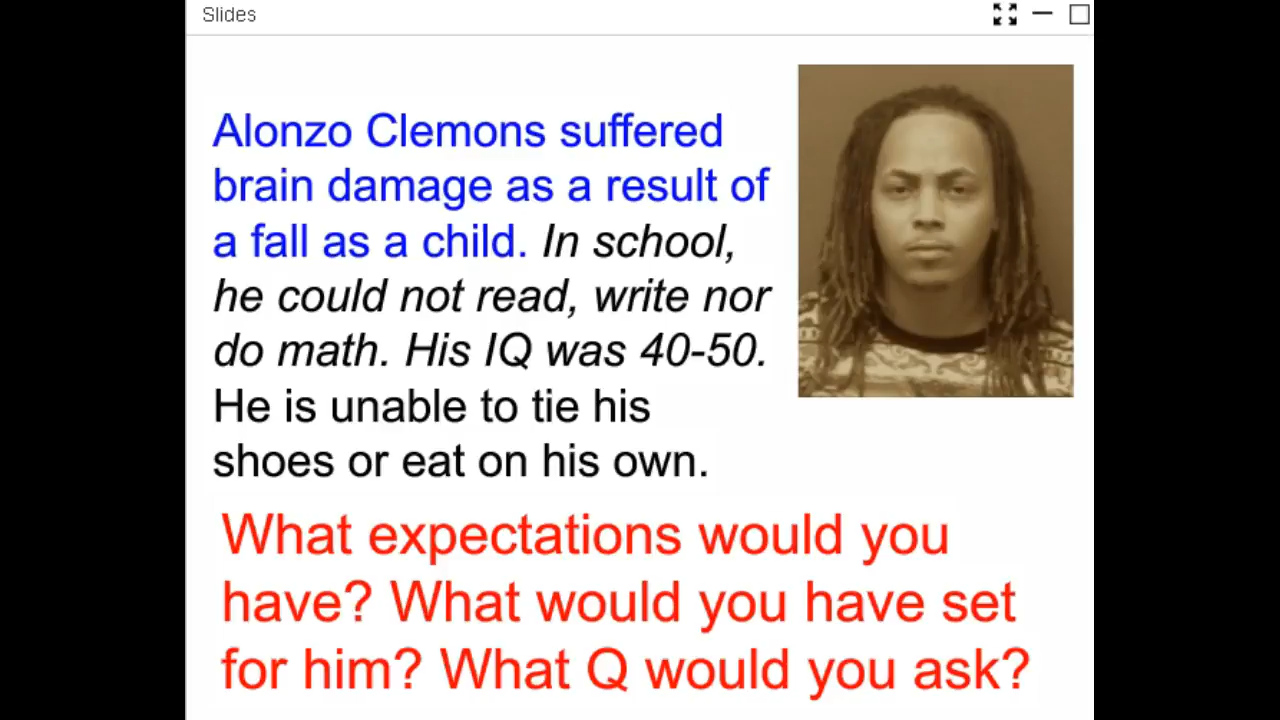 Slides
Alonzo Clemons suffered
brain damage as a result of
a fall as a child. In school,
he could not read, write nor
do math. His IQ was 40-50.
He is unable to tie his
shoes or eat on his own.
What expectations would you
have? What would you have set
for him? What Q would you ask?